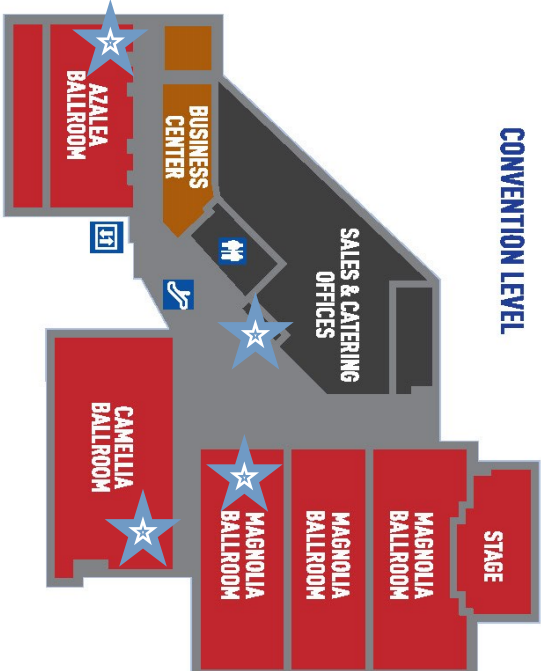 CONVENTION LEVEL
AZALEA
BALLROOM
BUSINESS
CENTER
SALES & CATERING
OFFICES
CAMELLIA
BALLROOM
MAGNOLIA
BALLROOM
MAGNOLIA
BALLROOM
MAGNOLIA
BALLROOM
STAGE